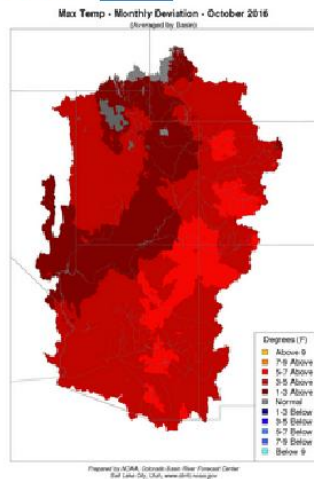 Max Temp - Monthly Deviation - October 2016
(Averaged by Basin)
Degrees (F)
Above 9
7-9 Above
5-7 Above
3-5 Above
1-3 Above
Normal
1-3 Below
3-5 Below
5-7 Below
7-9 Below
Below 9
Prepared by NOAA, Colorado Basin River Forecast Center
Salt Lake City, Utah, www.cbrfc.noaa.gov